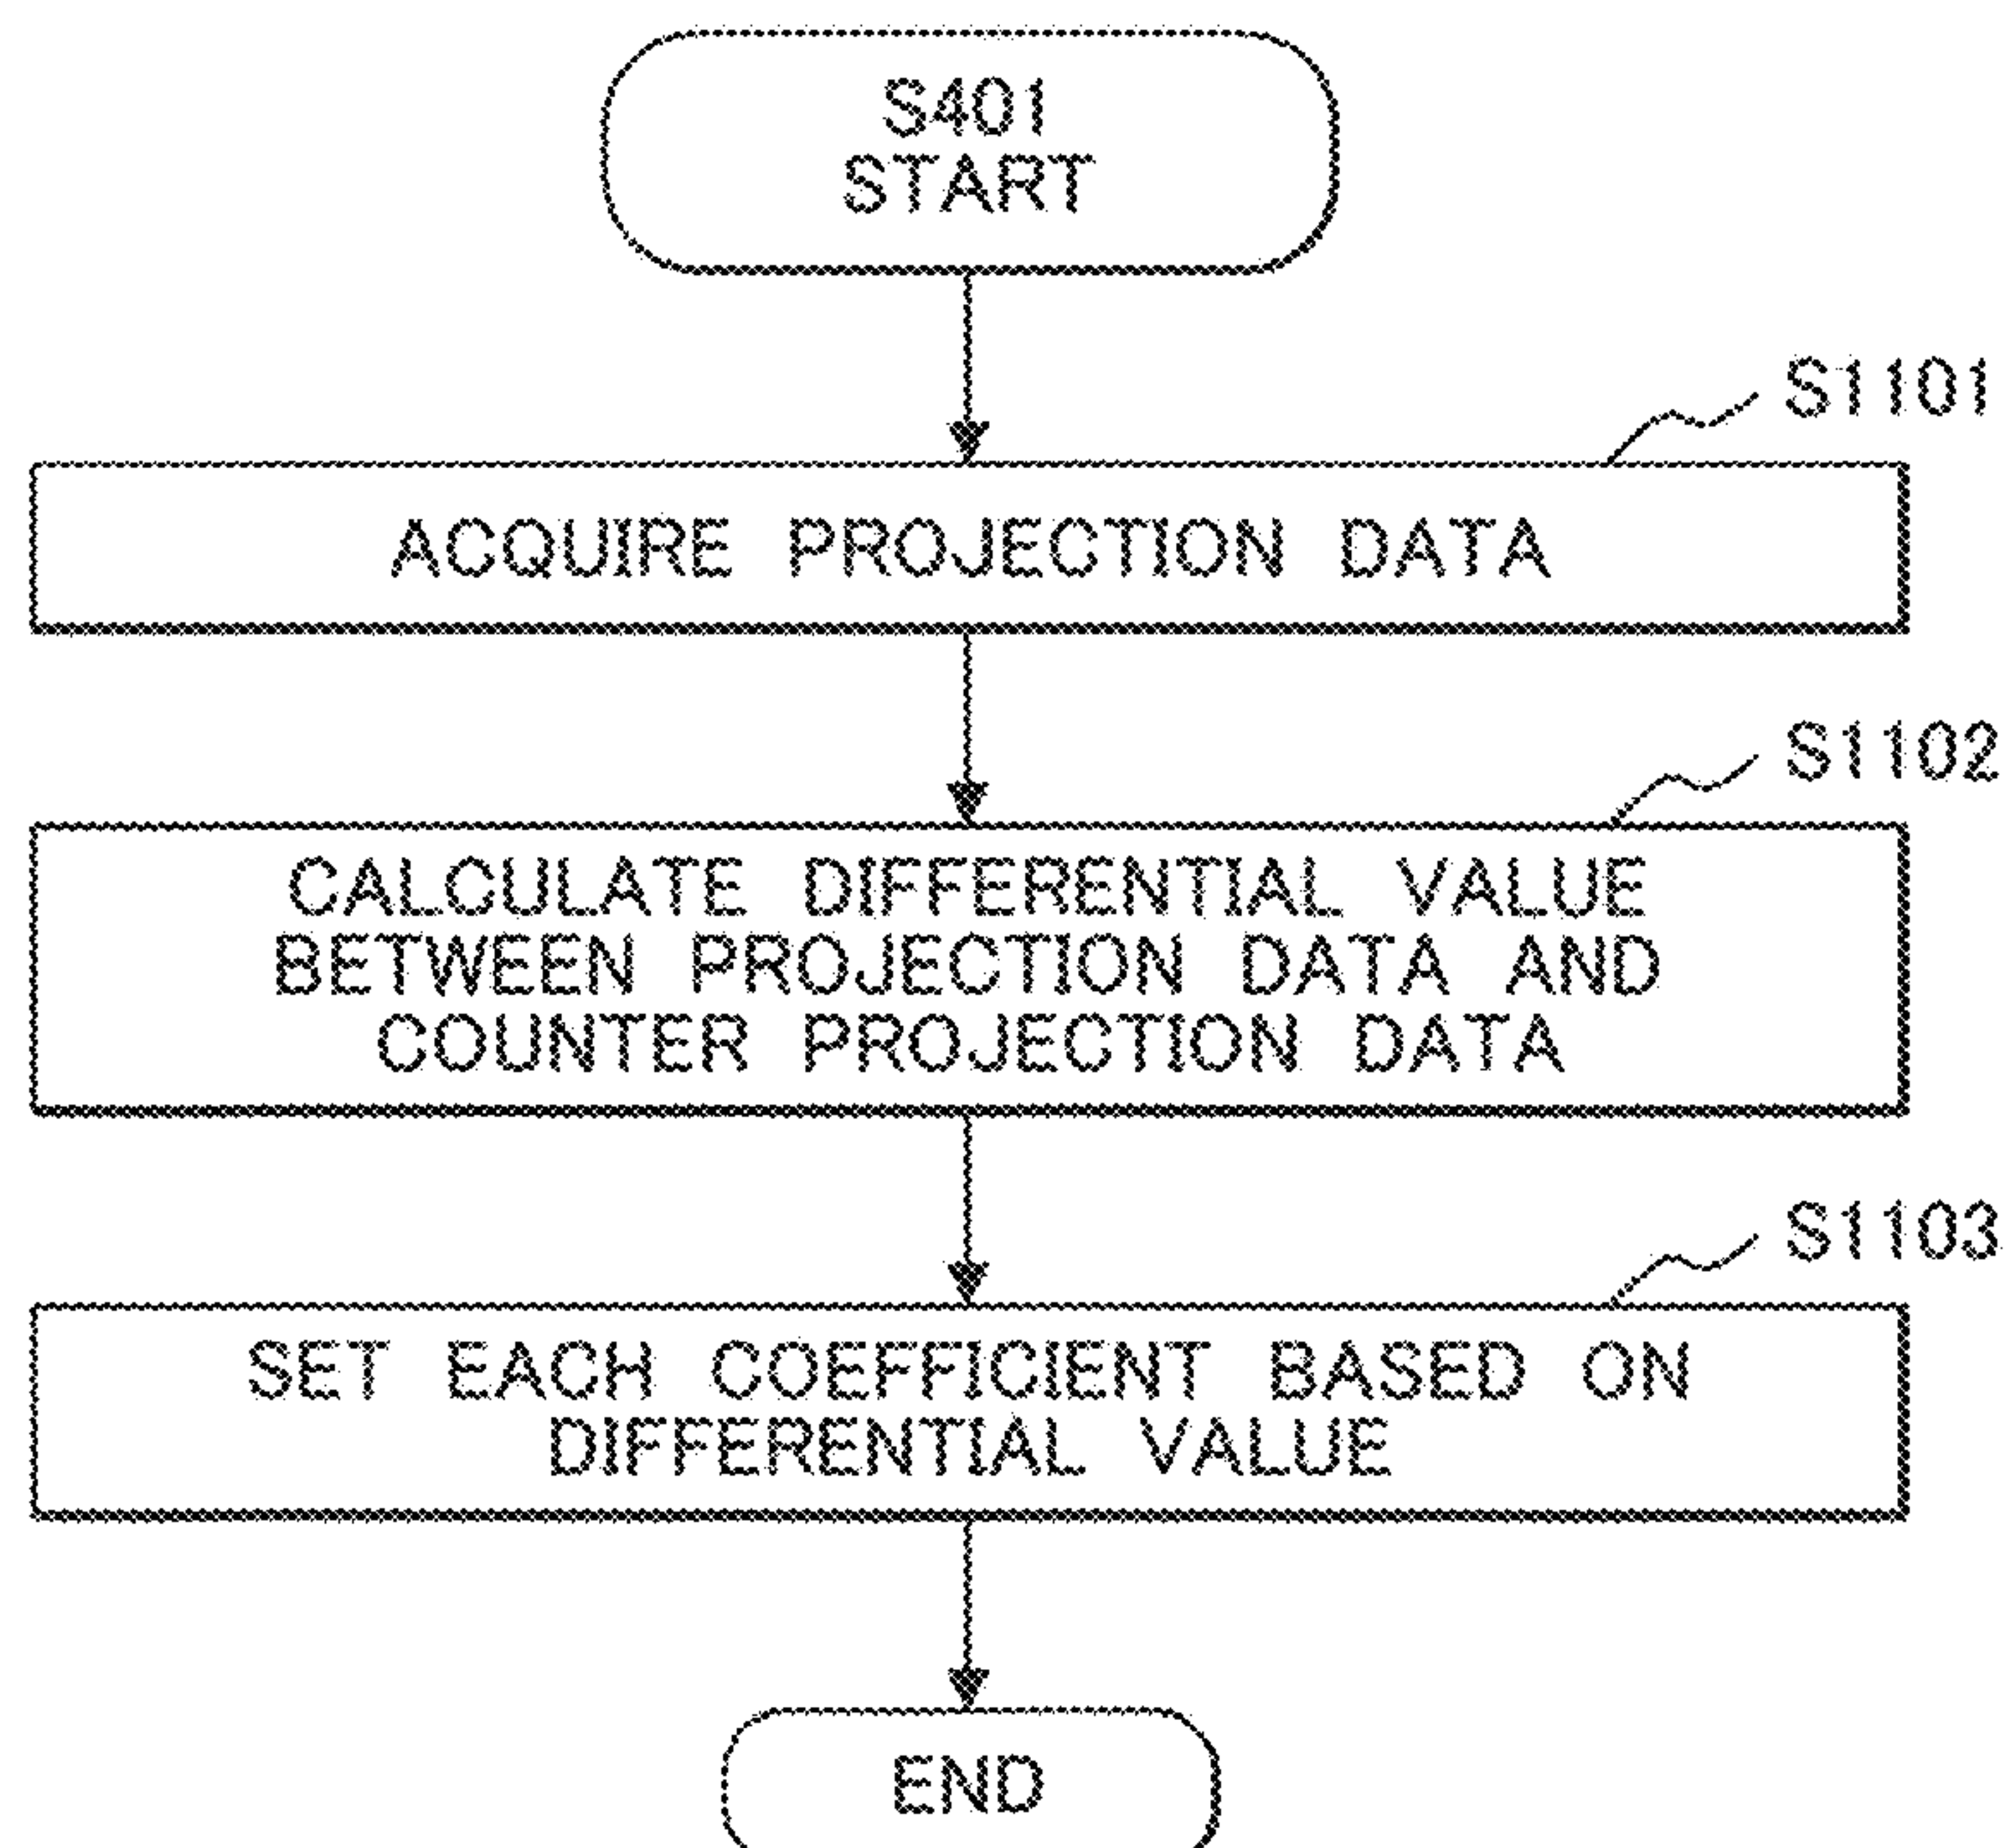 S401
START
S1101
ACQUIRE PROJECTION DATA
S1102
CALCULATE DIFFERENTIAL VALUE
BETWEEN PROJECTION DATA AND
COUNTER PROJECTION DATA
S1103
SET EACH COEFFICIENT BASED ON
DIFFERENTIAL VALUE
END